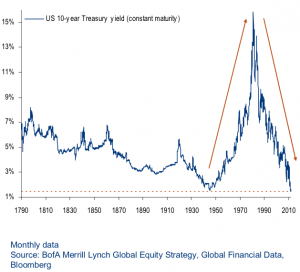 US 10-year Treasury yield (constant maturity)
15%
13%
11%
9%
7%
5%
3%
1%
1790 1810 1830 1850 1870 1890 1910 1930 1950 1970 1990 2010
Monthly data
Source: BofA Merrill Lynch Global Equity Strategy, Global Financial Data,
Bloomberg